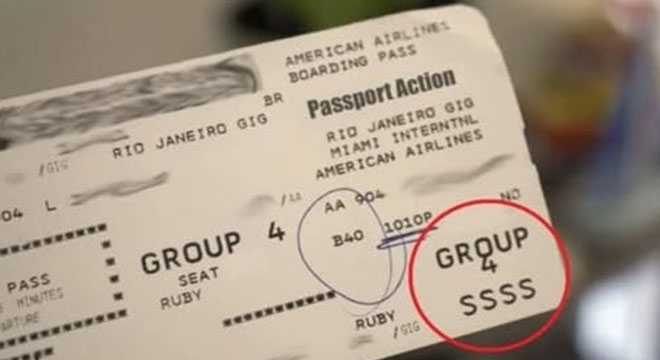 AMERICAN AIRLINES
BOARDING PASS
BR
Passport Action
RIO JANEIRO GIG
RIO JANEIRO GIG
MIAMI INTERNTNL
AMERICAN AIRLINES
/GIG
04 L
/AA
AA 904
NO
B40
1010P
GROUP 4
GROUP
4
SSSS
SEAT
RUBY
PASS
MINUTES
RUBY
/GIG